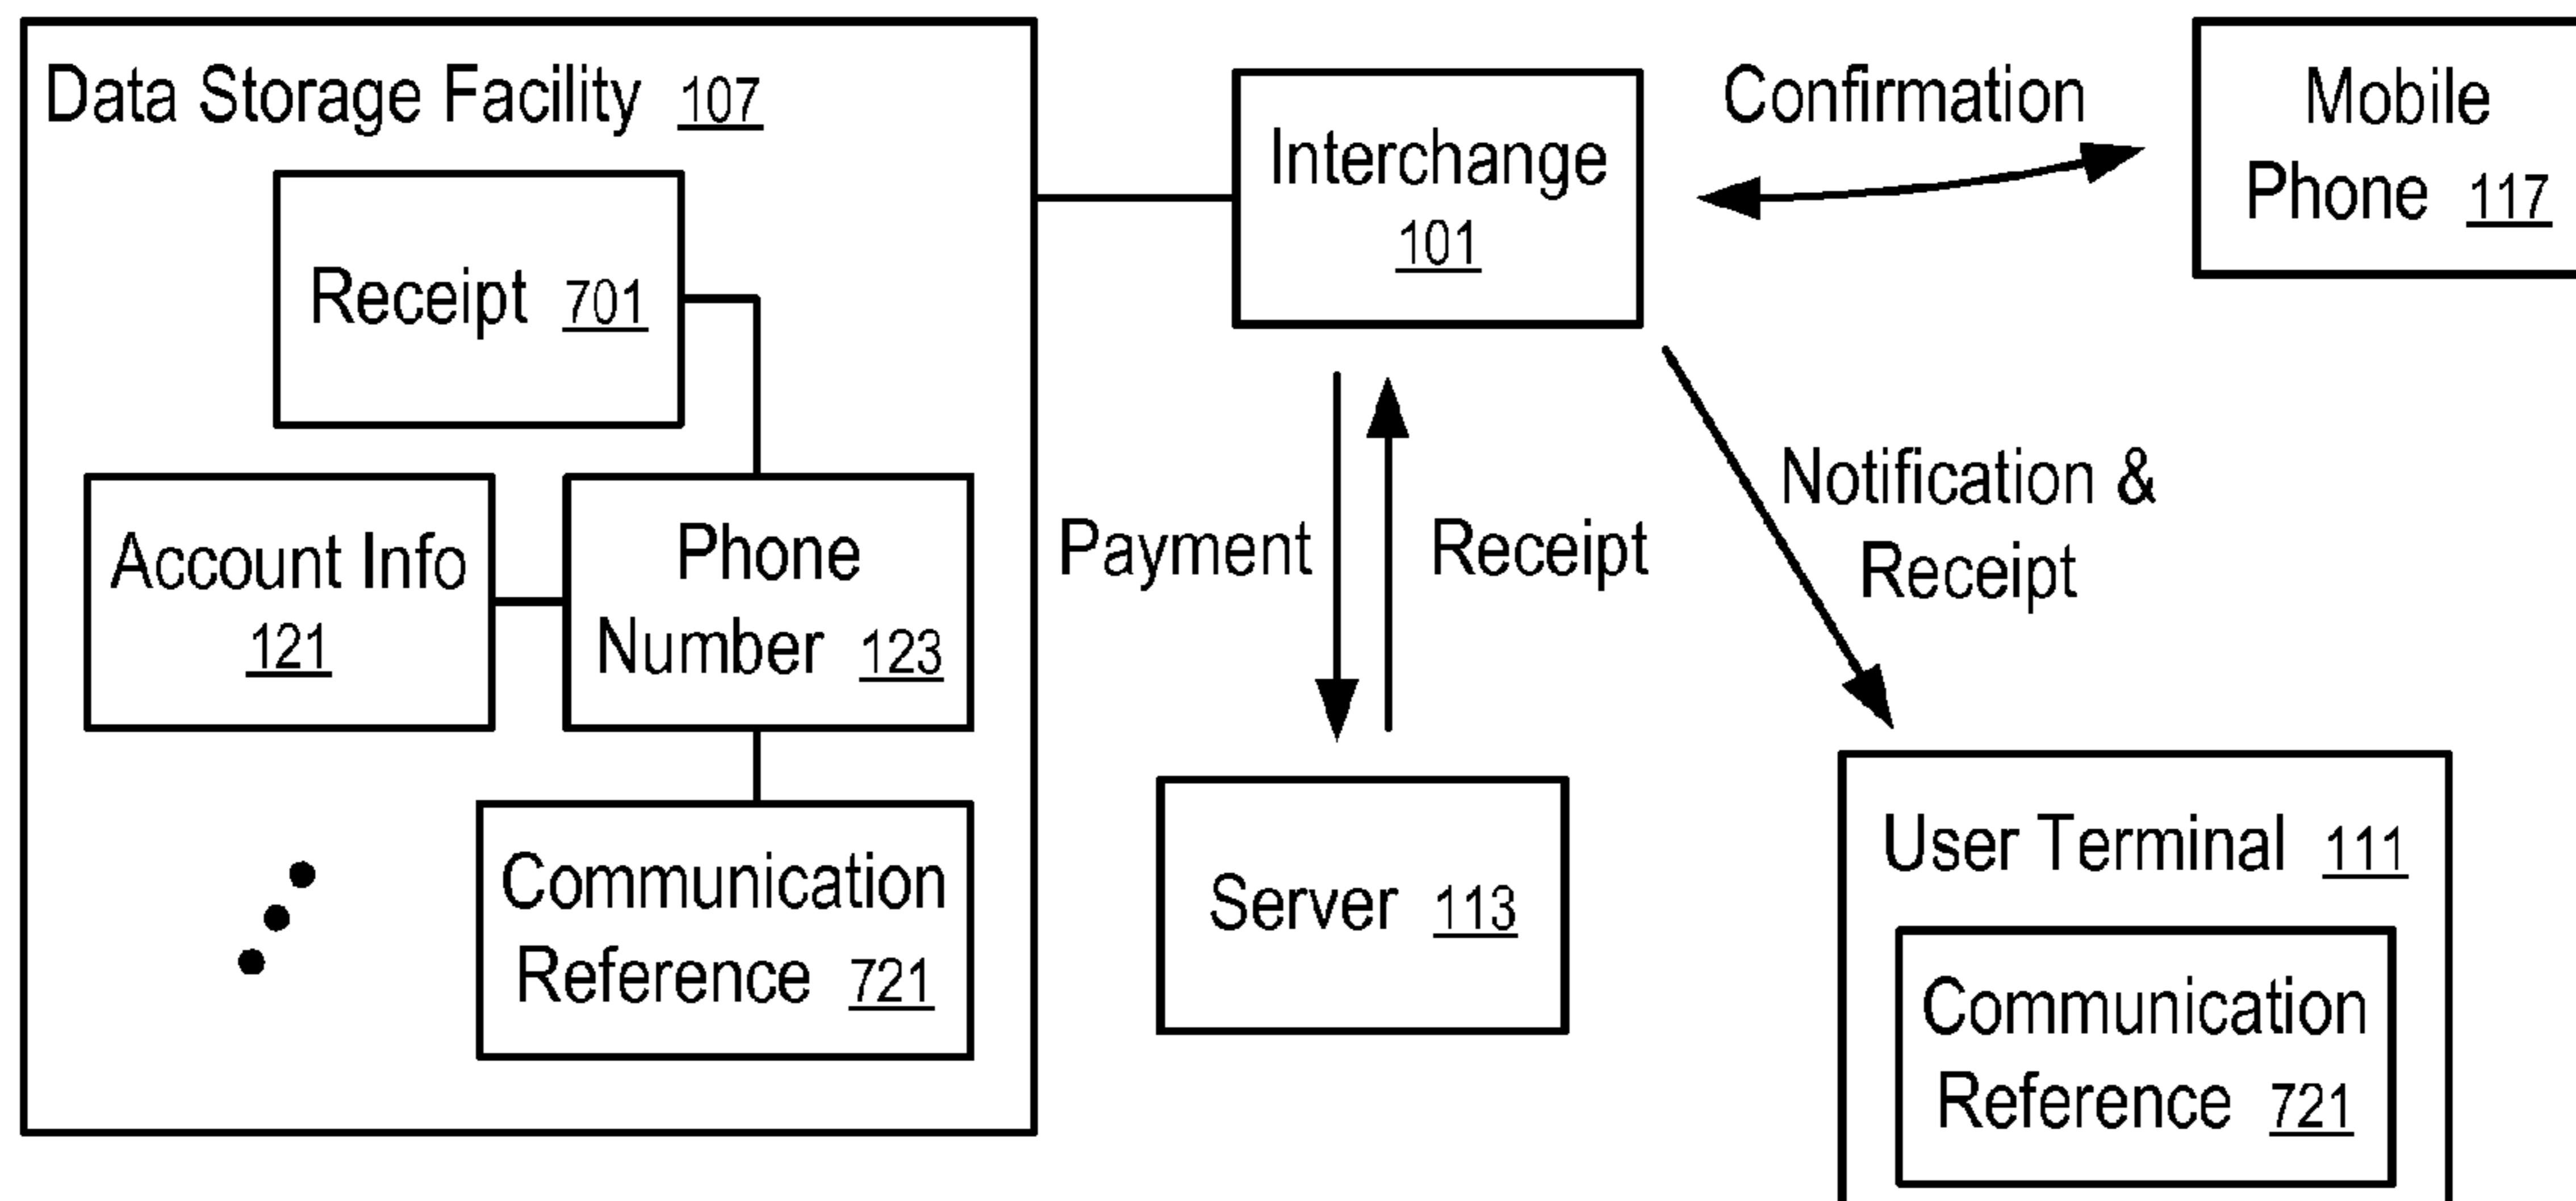 Data Storage Facility 107
Receipt 701
Account Info
121
Phone
Number 123
Communication
Reference 721
Interchange
101
Confirmation
Mobile
Phone 117
Payment
Receipt
Notification &
Receipt
Server 113
User Terminal 111
Communication
Reference 721